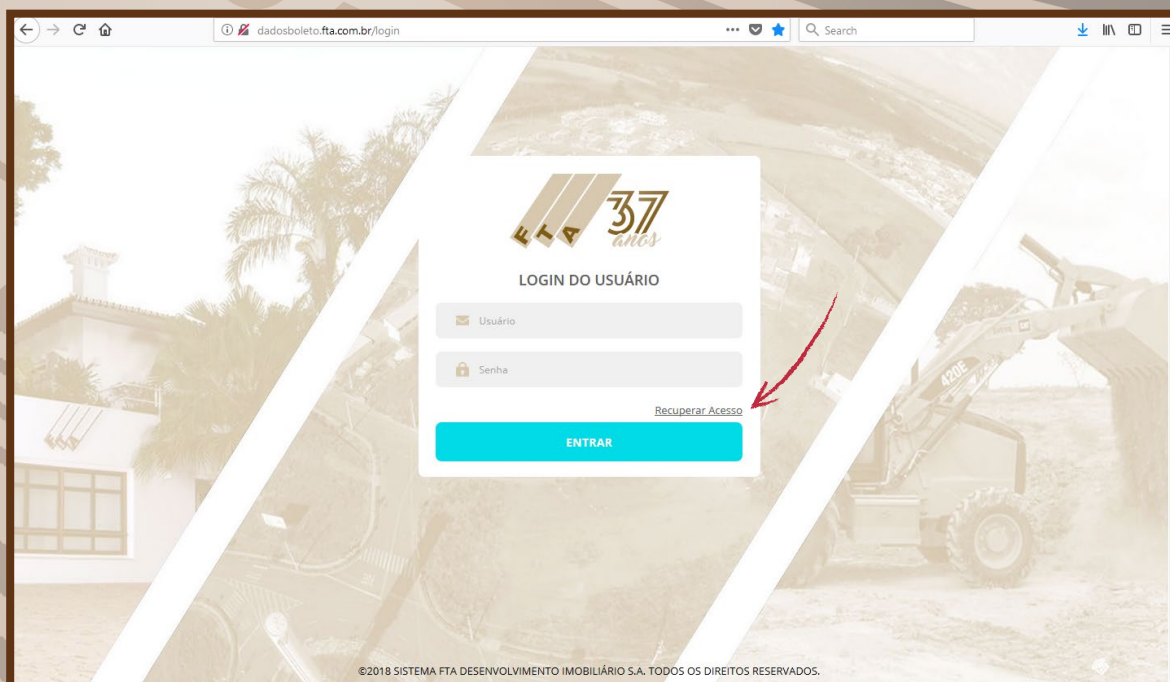 dadosboleto.fta.com.br/login
Search
FTA 37
anos
LOGIN DO USUÁRIO
Usuário
Senha
Recuperar Acesso
ENTRAR
420E
©2018 SISTEMA FTA DESENVOLVIMENTO IMOBILIÁRIO S.A. TODOS OS DIREITOS RESERVADOS.